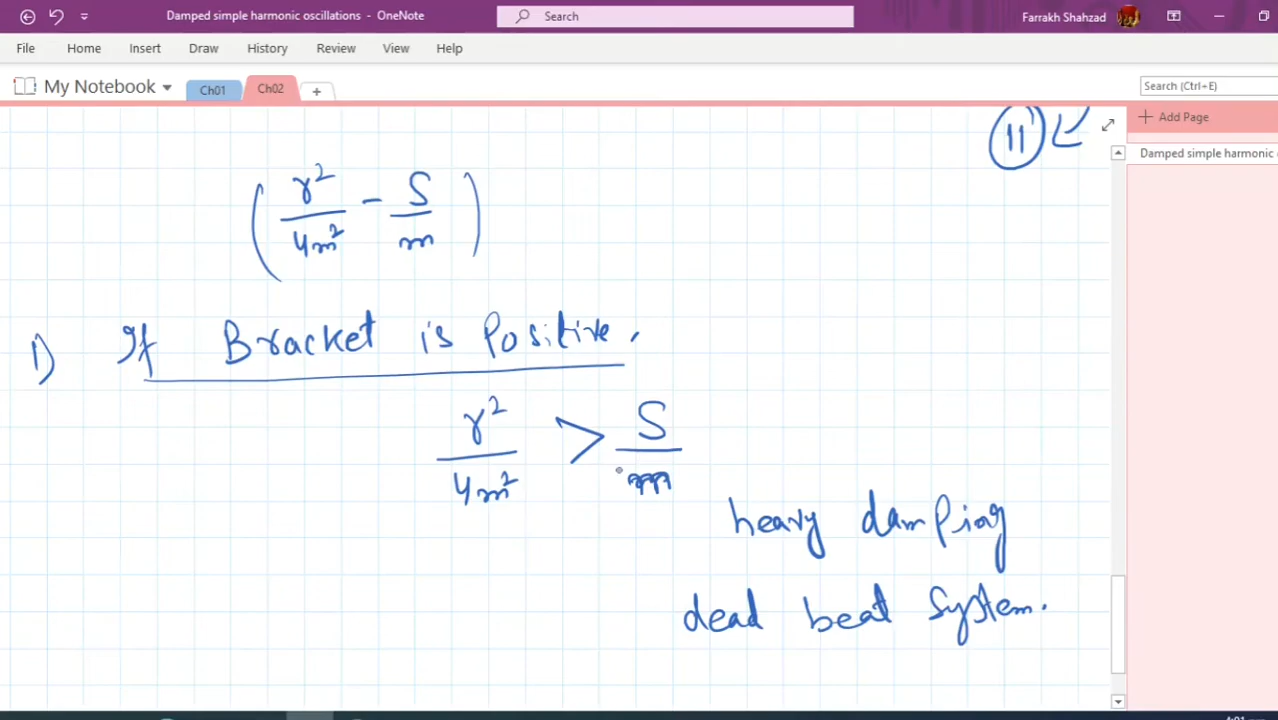 Damped simple harmonic oscillations - OneNote
Search
Farrakh Shahzad
File Home Insert Draw History Review View Help
My Notebook
Ch01
Ch02
+
Search (Ctrl+E)
Add Page
Damped simple harmonic
11
(r²/4m² - S/m)
1) If Bracket is Positive.
r²/4m² > S/m
heavy damping
dead beat system.